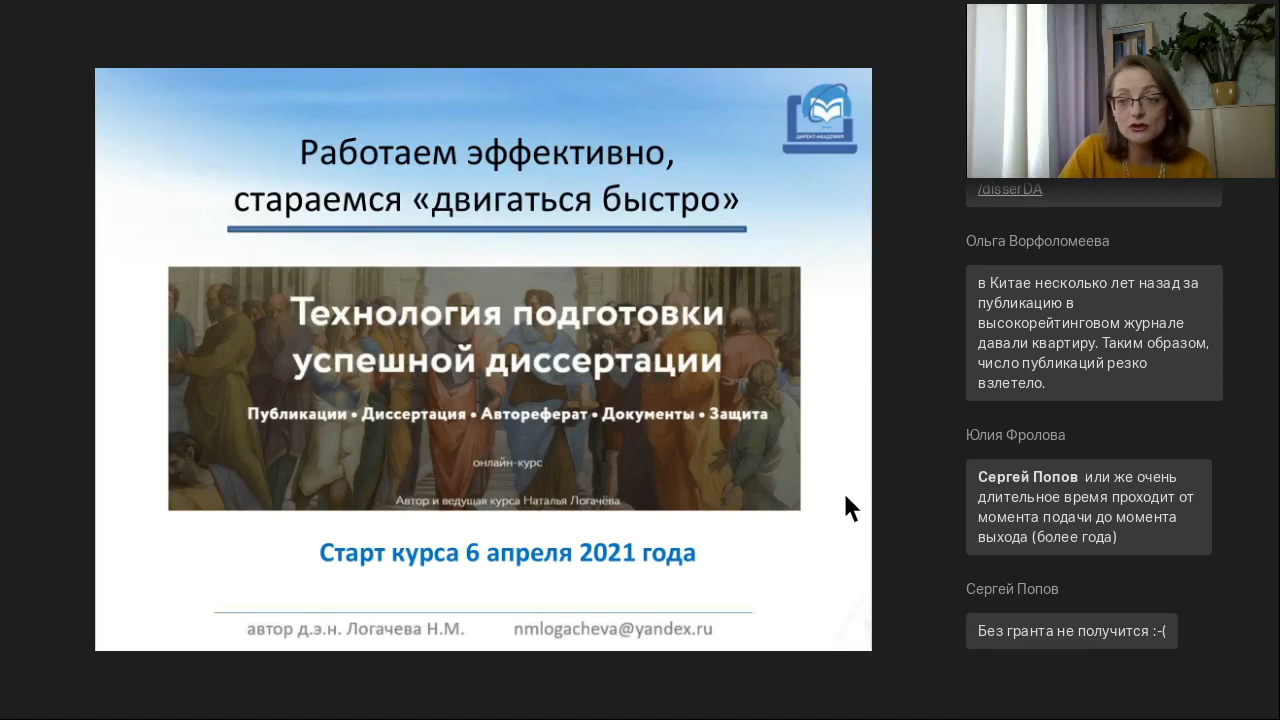 Работаем эффективно,
стараемся «двигаться быстро»
ДИРЕКТ-АКАДЕМИЯ
Технология подготовки
успешной диссертации
Публикации • Диссертация • Автореферат • Документы • Защита
онлайн-курс
Автор и ведущая курса Наталья Логачёва
Старт курса 6 апреля 2021 года
автор д.э.н. Логачева Н.М. nmlogacheva@yandex.ru
/disserDA
Ольга Ворфоломеева
в Китае несколько лет назад за
публикацию в
высокорейтинговом журнале
давали квартиру. Таким образом,
число публикаций резко
взлетело.
Юлия Фролова
Сергей Попов или же очень
длительное время проходит от
момента подачи до момента
выхода (более года)
Сергей Попов
Без гранта не получится :-(